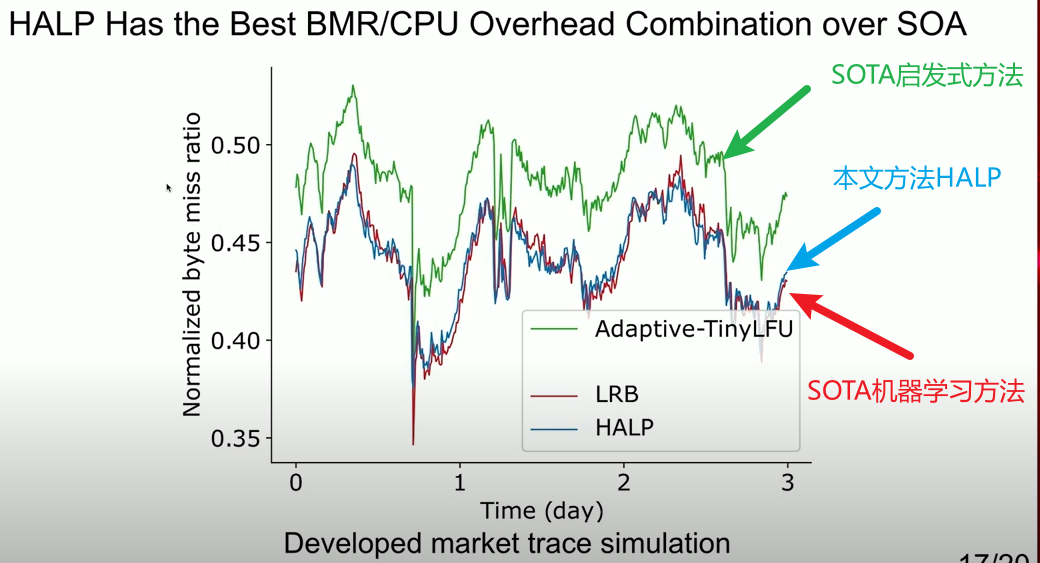 HALP Has the Best BMR/CPU Overhead Combination over SOA
SOTA启发式方法
本文方法HALP
SOTA机器学习方法
Normalized byte miss ratio
0.50
0.45
0.40
0.35
Adaptive-TinyLFU
LRB
HALP
0
1
2
3
Time (day)
Developed market trace simulation
17/20